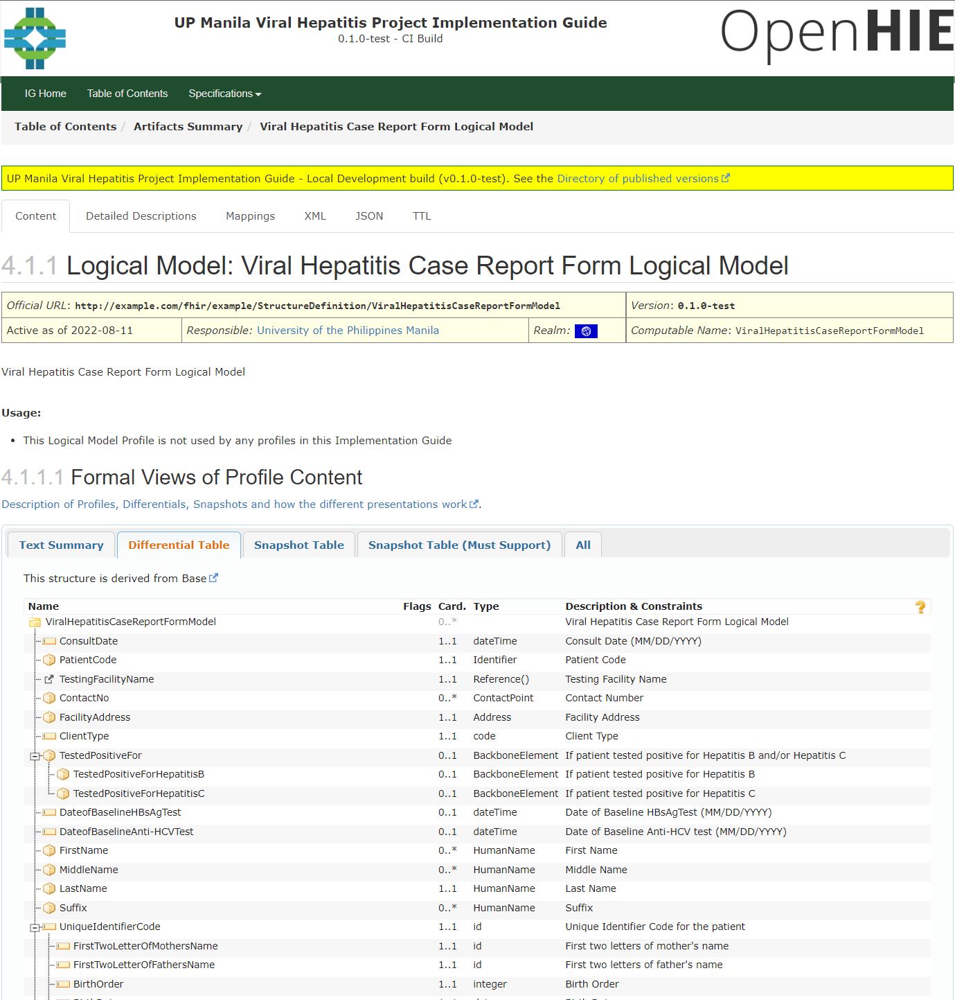 UP Manila Viral Hepatitis Project Implementation Guide
0.1.0-test - CI Build
OpenHIE
IG Home Table of Contents Specifications
Table of Contents / Artifacts Summary / Viral Hepatitis Case Report Form Logical Model
UP Manila Viral Hepatitis Project Implementation Guide - Local Development build (v0.1.0-test). See the Directory of published versions
Content Detailed Descriptions Mappings XML JSON TTL
4.1.1 Logical Model: Viral Hepatitis Case Report Form Logical Model
Official URL: http://example.com/fhir/example/StructureDefinition/ViralHepatitisCaseReportFormModel Version: 0.1.0-test
Active as of 2022-08-11 Responsible: University of the Philippines Manila Realm: Computable Name: ViralHepatitisCaseReportFormModel
Viral Hepatitis Case Report Form Logical Model
Usage:
• This Logical Model Profile is not used by any profiles in this Implementation Guide
4.1.1.1 Formal Views of Profile Content
Description of Profiles, Differentials, Snapshots and how the different presentations work.
Text Summary Differential Table Snapshot Table Snapshot Table (Must Support) All
This structure is derived from Base
Name Flags Card. Type Description & Constraints ?
ViralHepatitisCaseReportFormModel 0..* Viral Hepatitis Case Report Form Logical Model
ConsultDate 1..1 dateTime Consult Date (MM/DD/YYYY)
PatientCode 1..1 Identifier Patient Code
TestingFacilityName 1..1 Reference() Testing Facility Name
ContactNo 0..* ContactPoint Contact Number
FacilityAddress 1..1 Address Facility Address
ClientType 1..1 code Client Type
TestedPositiveFor 0..1 BackboneElement If patient tested positive for Hepatitis B and/or Hepatitis C
TestedPositiveForHepatitisB 0..1 BackboneElement If patient tested positive for Hepatitis B
TestedPositiveForHepatitisC 0..1 BackboneElement If patient tested positive for Hepatitis C
DateofBaselineHBsAgTest 0..1 dateTime Date of Baseline HBsAgTest (MM/DD/YYYY)
DateofBaselineAnti-HCVTest 0..1 dateTime Date of Baseline Anti-HCV test (MM/DD/YYYY)
FirstName 0..* HumanName First Name
MiddleName 0..* HumanName Middle Name
LastName 1..1 HumanName Last Name
Suffix 0..* HumanName Suffix
UniqueIdentifierCode 1..1 id Unique Identifier Code for the patient
FirstTwoLetterOfMothersName 1..1 id First two letters of mother's name
FirstTwoLetterOfFathersName 1..1 id First two letters of father's name
BirthOrder 1..1 integer Birth Order